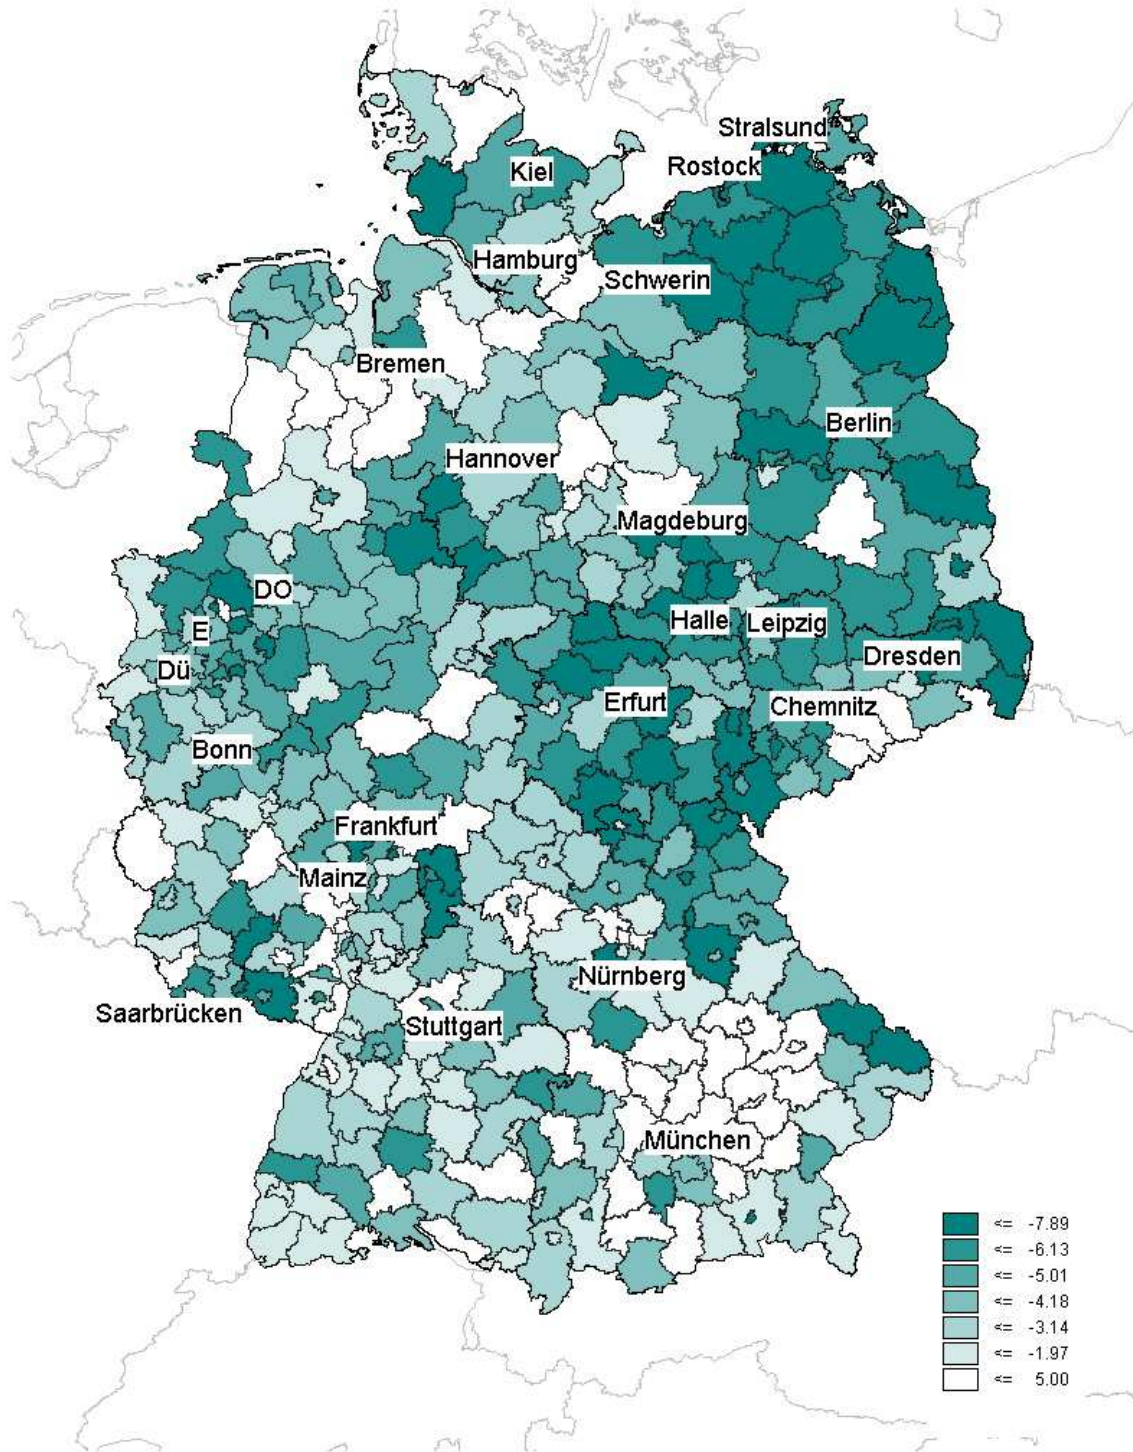 Stralsund
Kiel
Rostock
Hamburg
Schwerin
Bremen
Berlin
Hannover
Magdeburg
DO
E
Halle
Leipzig
Dü
Dresden
Erfurt
Chemnitz
Bonn
Frankfurt
Mainz
Nürnberg
Saarbrücken
Stuttgart
München
<= -7.89
<= -6.13
<= -5.01
<= -4.18
<= -3.14
<= -1.97
<= 5.00